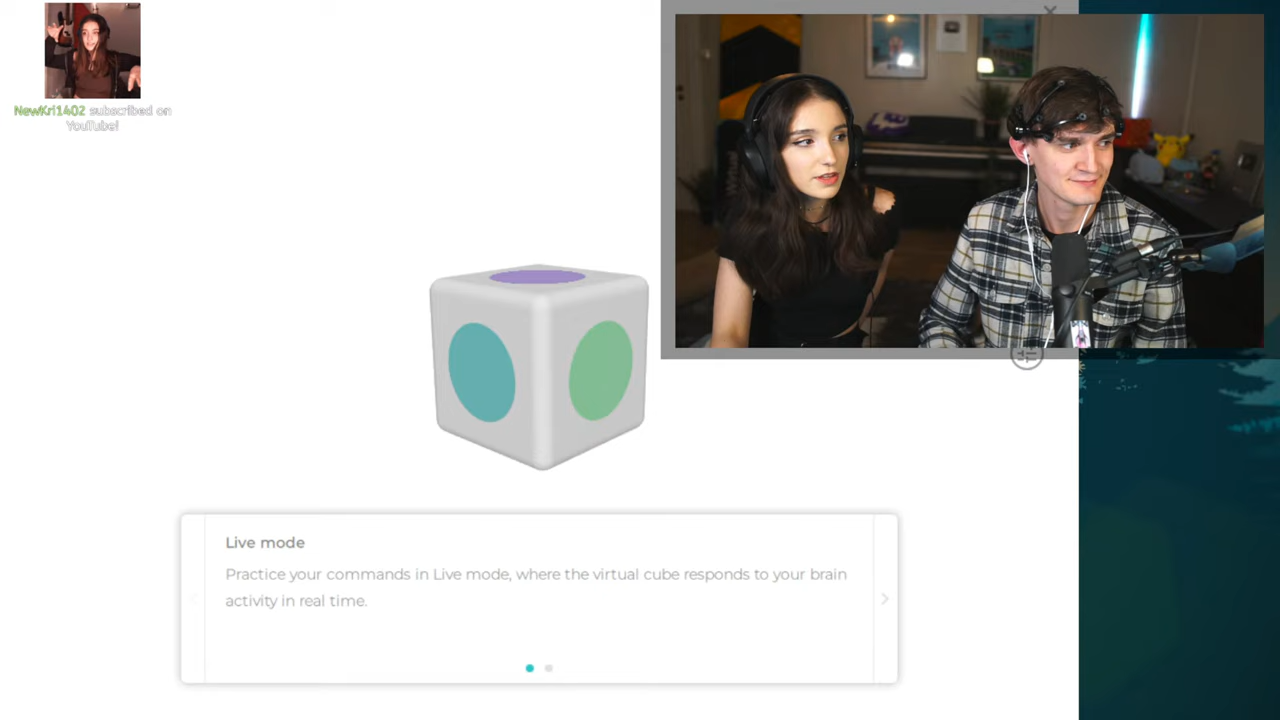 NewKri1402 subscribed on
YouTube!
Live mode
Practice your commands in Live mode, where the virtual cube responds to your brain
activity in real time.